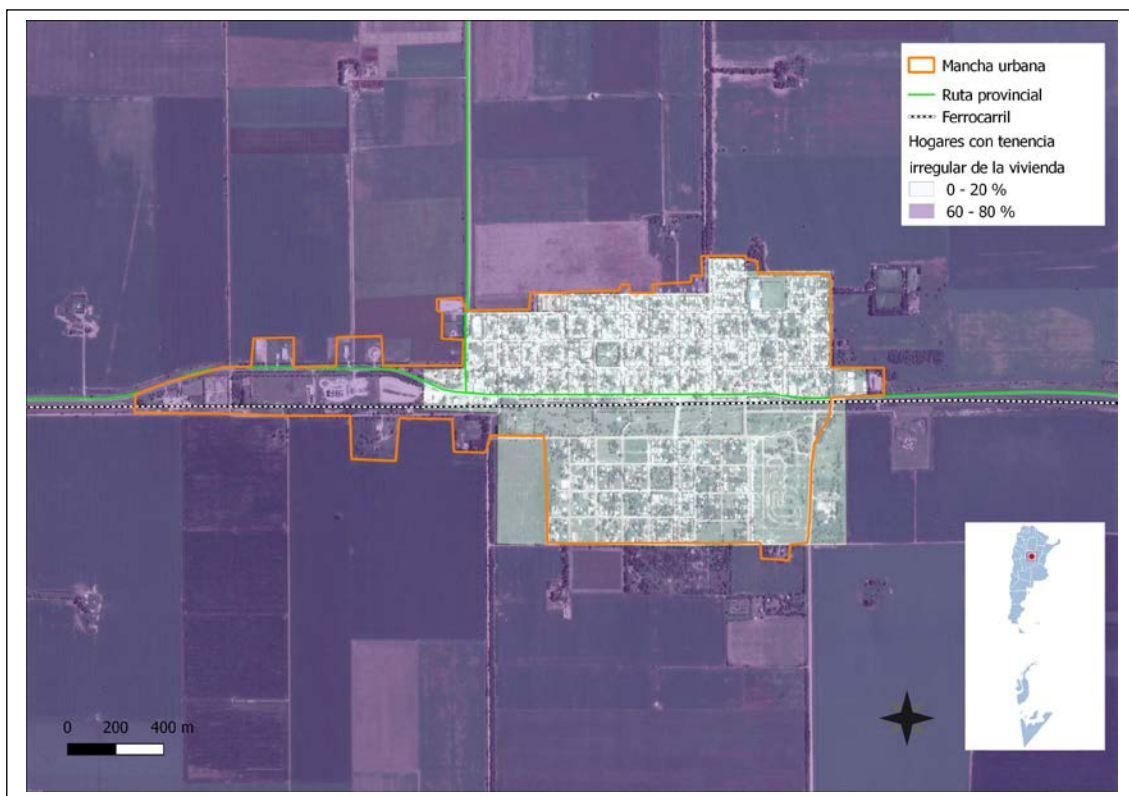 Mancha urbana
Ruta provincial
Ferrocarril
Hogares con tenencia
irregular de la vivienda
0 - 20 %
60 - 80 %
0 200 400 m